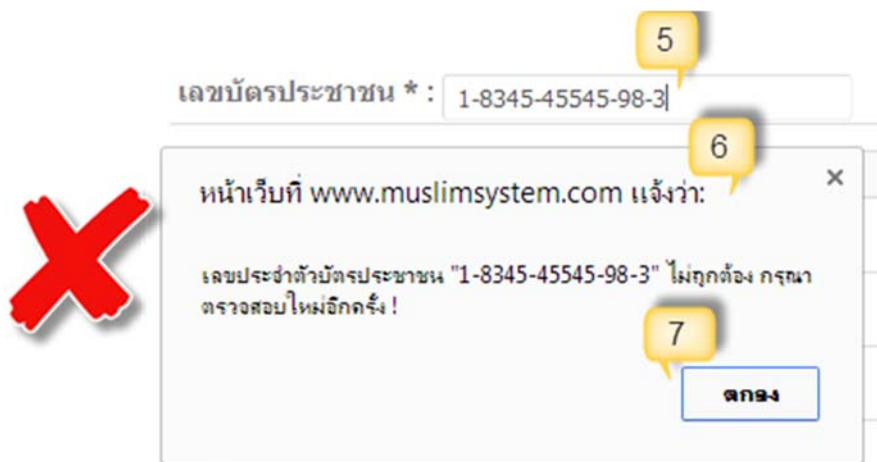 5
เลขบัตรประชาชน * : 1-8345-45545-98-3
6
หน้าเว็บที่ www.muslimsystem.com แจ้งว่า:
×
เลขประจำตัวบัตรประชาชน "1-8345-45545-98-3" ไม่ถูกต้อง กรุณา
ตรวจสอบใหม่อีกครั้ง !
7
ตกลง